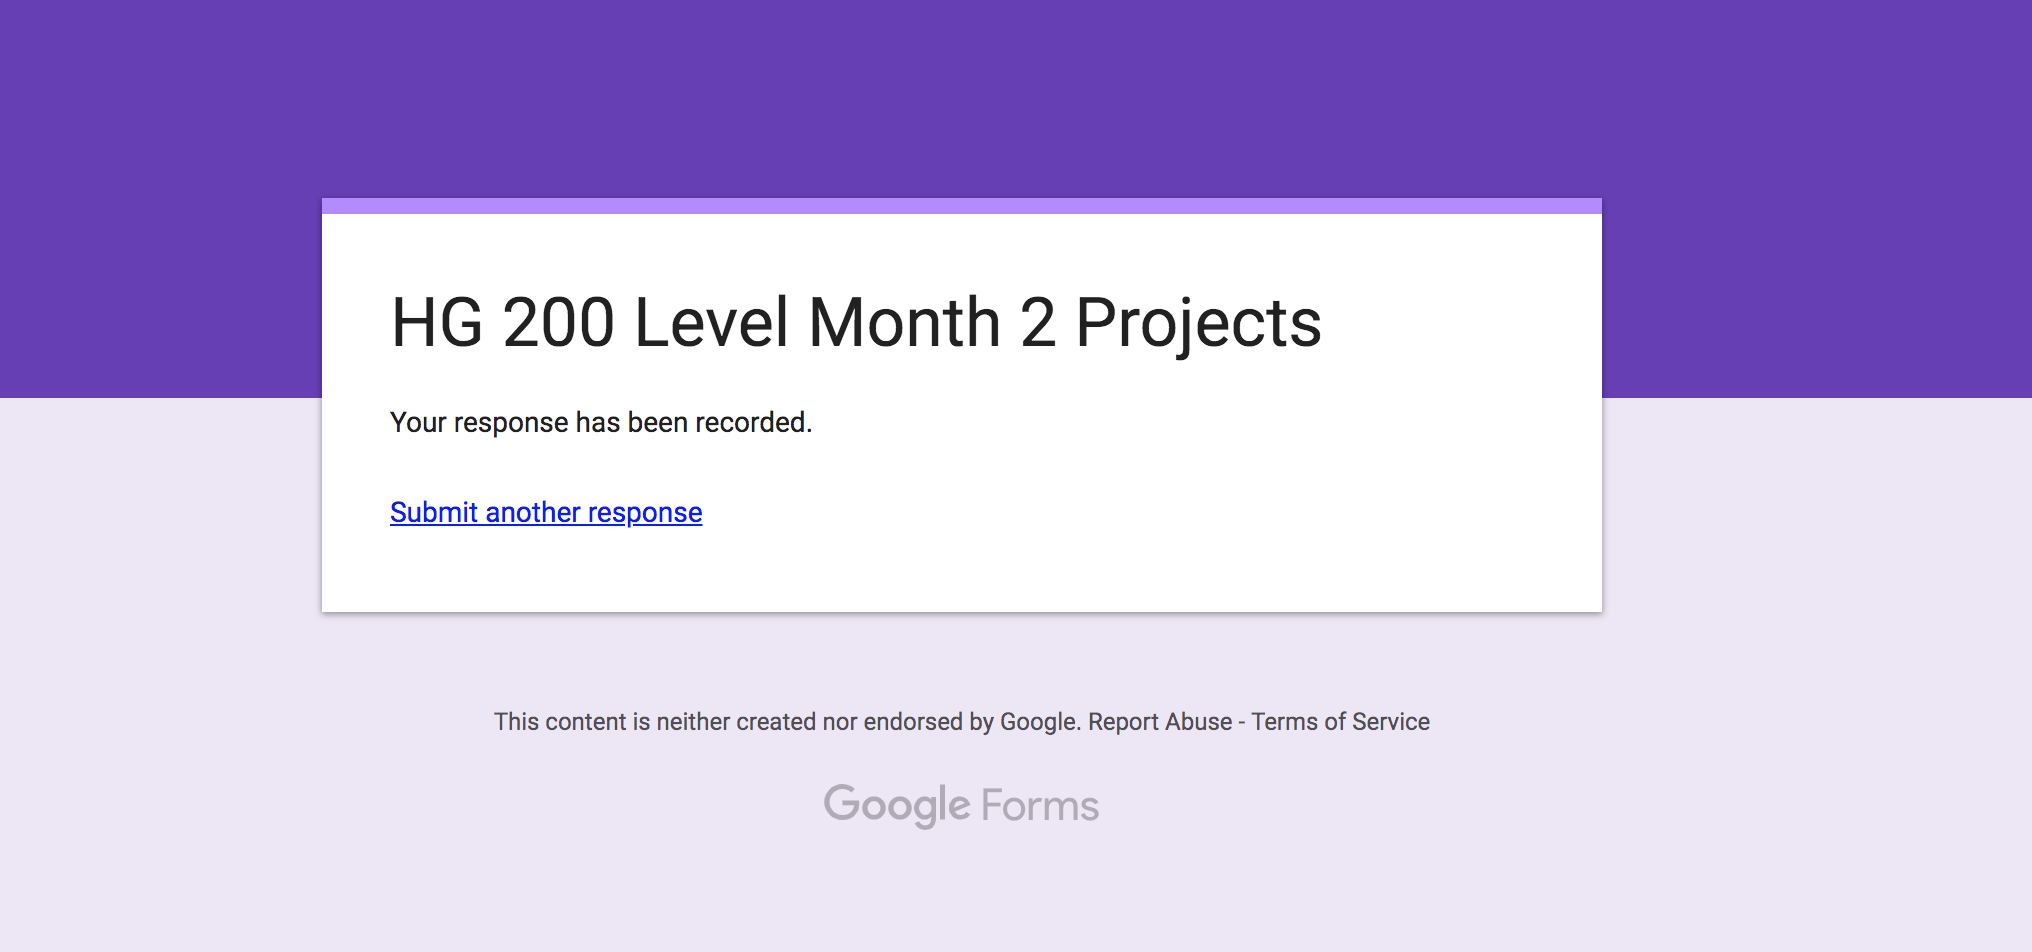 HG 200 Level Month 2 Projects
Your response has been recorded.
Submit another response
This content is neither created nor endorsed by Google. Report Abuse - Terms of Service
Google Forms